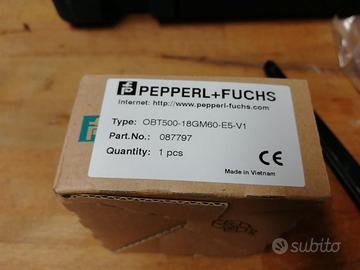 PEPPERL+FUCHS
Internet: http://www.pepperl-fuchs.com
Type: OBT500-18GM60-E5-V1
Part.No.: 087797
Quantity: 1 pcs
CE
Made in Vietnam
subito